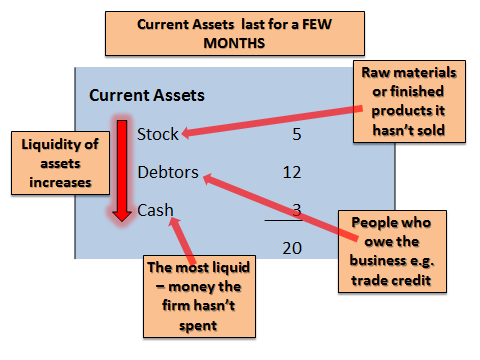 Current Assets last for a FEW
MONTHS
Raw materials
or finished
products it
hasn't sold
Current Assets
Liquidity of
assets
increases
Stock 5
Debtors 12
Cash 3
20
People who
owe the
business e.g.
trade credit
The most liquid
– money the
firm hasn't
spent